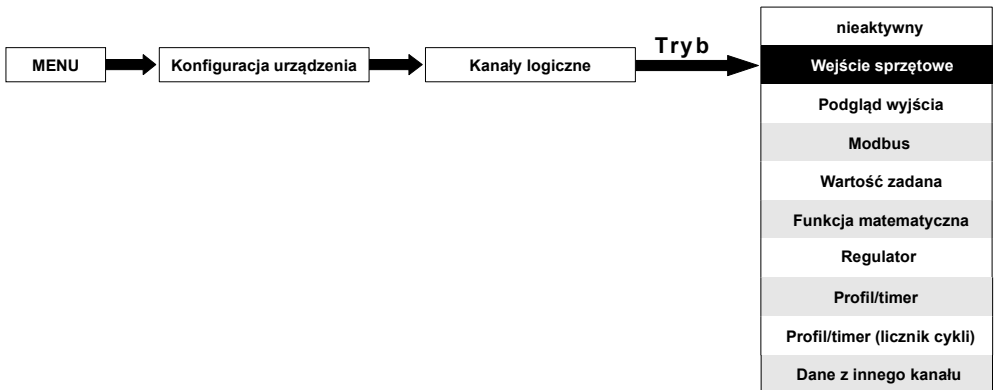 MENU
Konfiguracja urządzenia
Kanały logiczne
Tryb
nieaktywny
Wejście sprzętowe
Podgląd wyjścia
Modbus
Wartość zadana
Funkcja matematyczna
Regulator
Profil/timer
Profil/timer (licznik cykli)
Dane z innego kanału